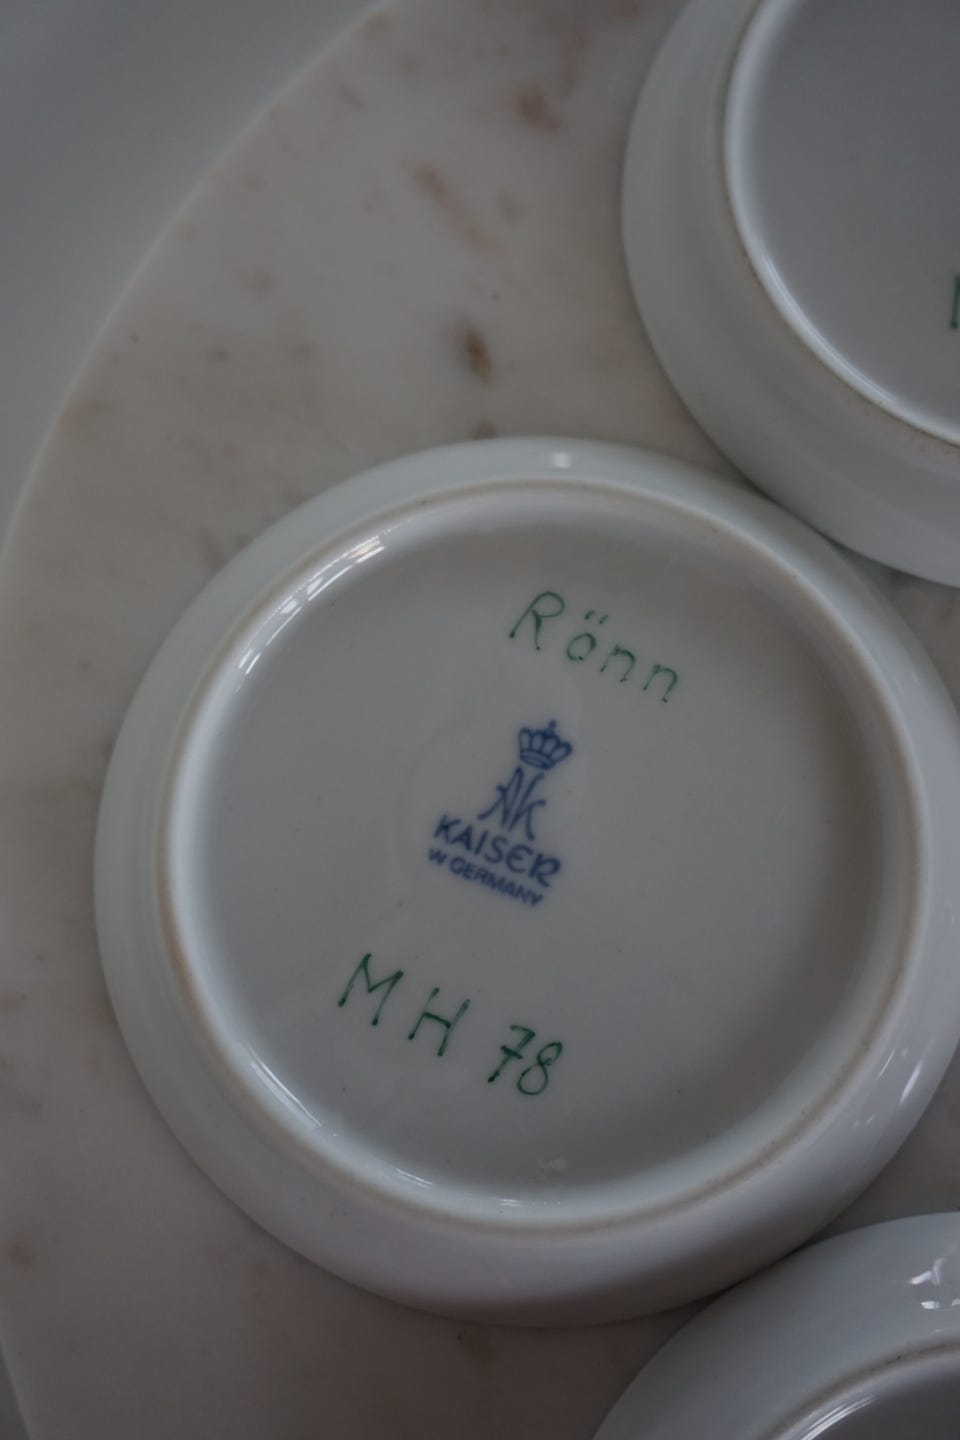 Rönn
AK
KAISER
W GERMANY
MH 78